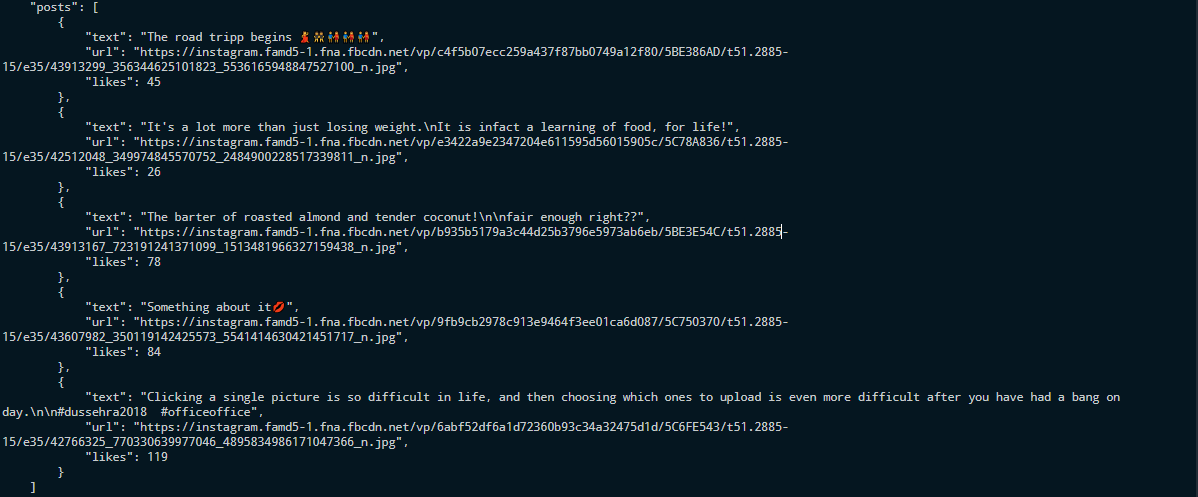 "posts": [
{
"text": "The road tripp begins 💃👯👬👬👬",
"url": "https://instagram.famd5-1.fna.fbcdn.net/vp/c4f5b07ecc259a437f87bb0749a12f80/5BE386AD/t51.2885-
15/e35/43913299_356344625101823_5536165948847527100_n.jpg",
"likes": 45
},
{
"text": "It's a lot more than just losing weight.\nIt is infact a learning of food, for life!",
"url": "https://instagram.famd5-1.fna.fbcdn.net/vp/e3422a9e2347204e611595d56015905c/5C78A836/t51.2885-
15/e35/42512048_349974845570752_2484900228517339811_n.jpg",
"likes": 26
},
{
"text": "The barter of roasted almond and tender coconut!\n\nfair enough right??",
"url": "https://instagram.famd5-1.fna.fbcdn.net/vp/b935b5179a3c44d25b3796e5973ab6eb/5BE3E54C/t51.2885-
15/e35/43913167_723191241371099_1513481966327159438_n.jpg",
"likes": 78
},
{
"text": "Something about it💋",
"url": "https://instagram.famd5-1.fna.fbcdn.net/vp/9fb9cb2978c913e9464f3ee01ca6d087/5C750370/t51.2885-
15/e35/43607982_350119142425573_5541414630421451717_n.jpg",
"likes": 84
},
{
"text": "Clicking a single picture is so difficult in life, and then choosing which ones to upload is even more difficult after you have had a bang on
day.\n\n#dussehra2018  #officeoffice",
"url": "https://instagram.famd5-1.fna.fbcdn.net/vp/6abf52df6a1d72360b93c34a32475d1d/5C6FE543/t51.2885-
15/e35/42766325_770330639977046_4895834986171047366_n.jpg",
"likes": 119
}
]